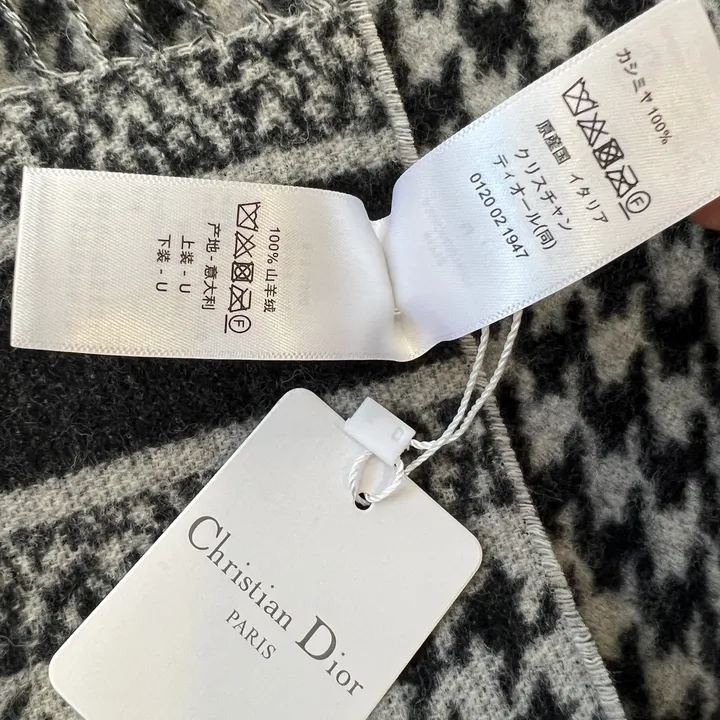 カシミヤ 100%
原産国 イタリア
クリスチャン
ディオール(同)
0120 02 1947
100% 山羊绒
F
产地 - 意大利
上装 - U
下装 - U
F
Christian Dior
PARIS